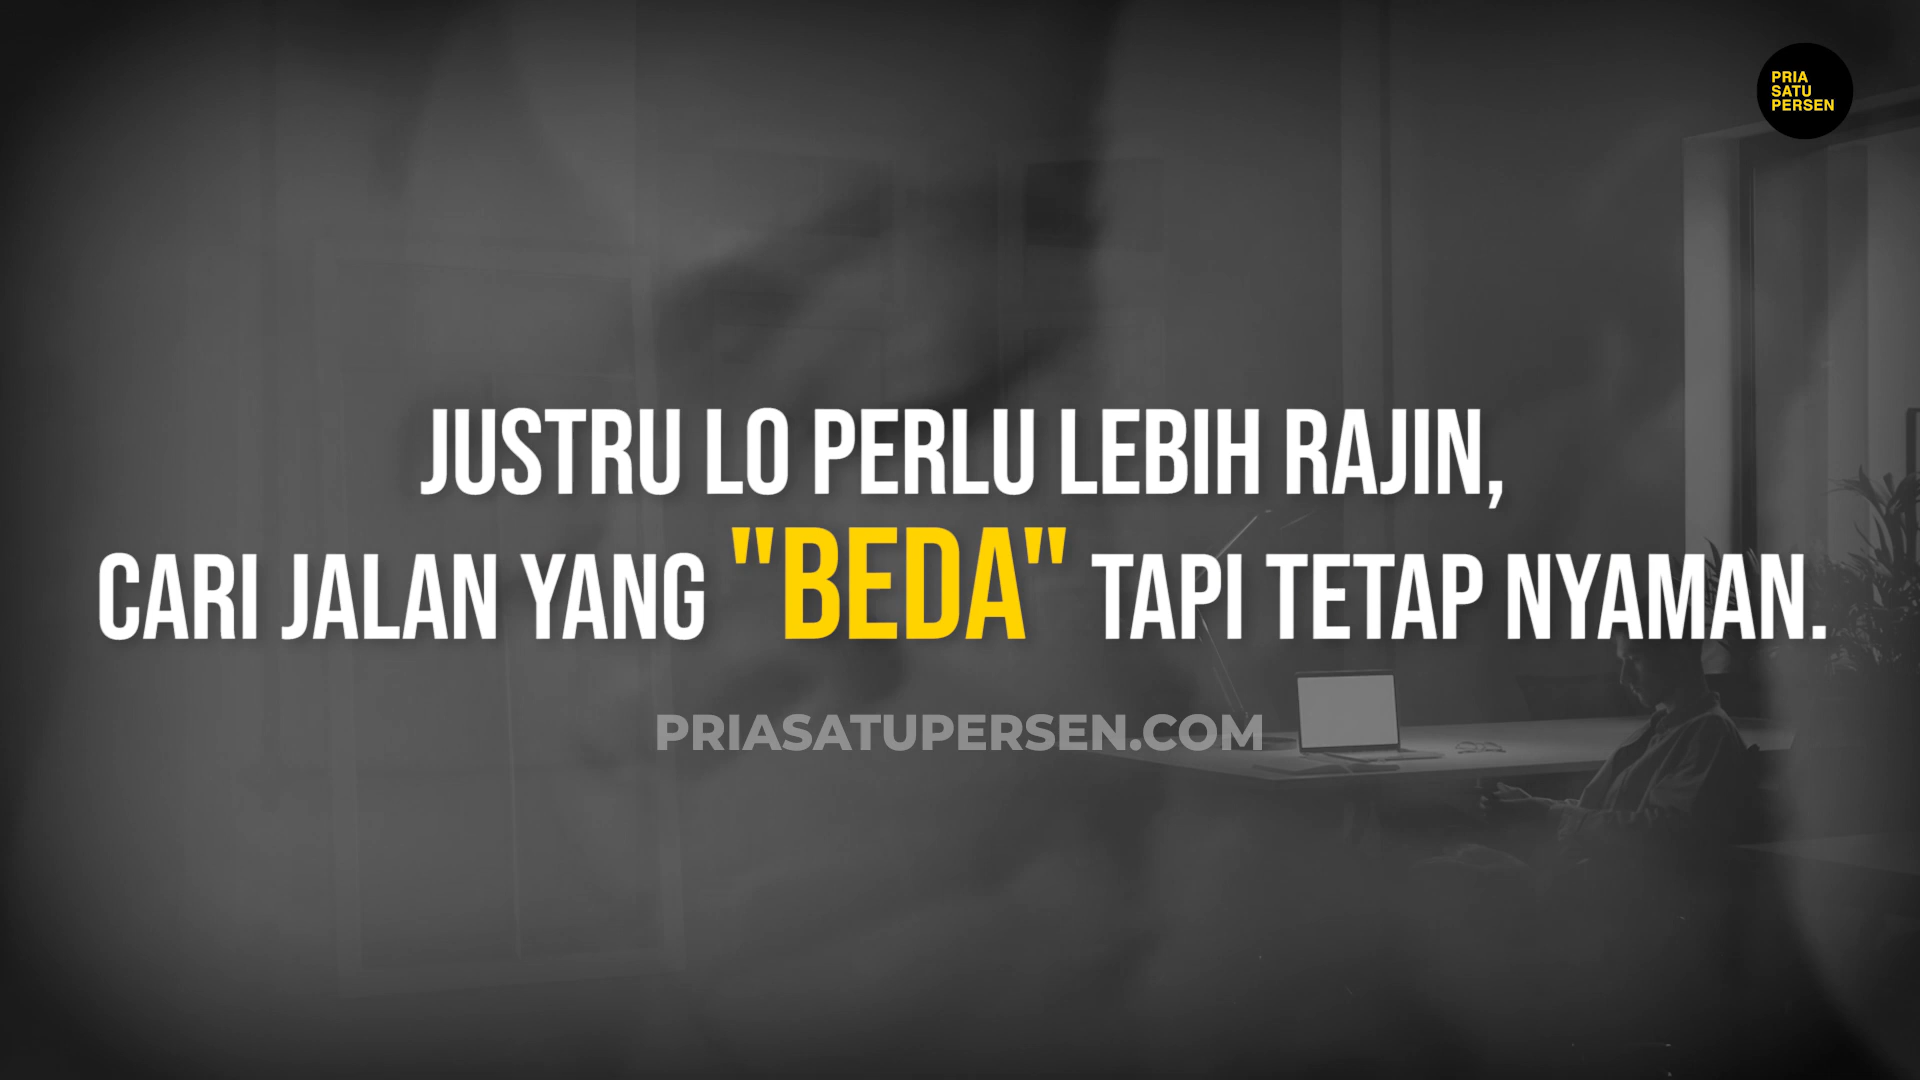 PRIA
SATU
PERSEN
JUSTRU LO PERLU LEBIH RAJIN,
CARI JALAN YANG "BEDA" TAPI TETAP NYAMAN.
PRIASATUPERSEN.COM